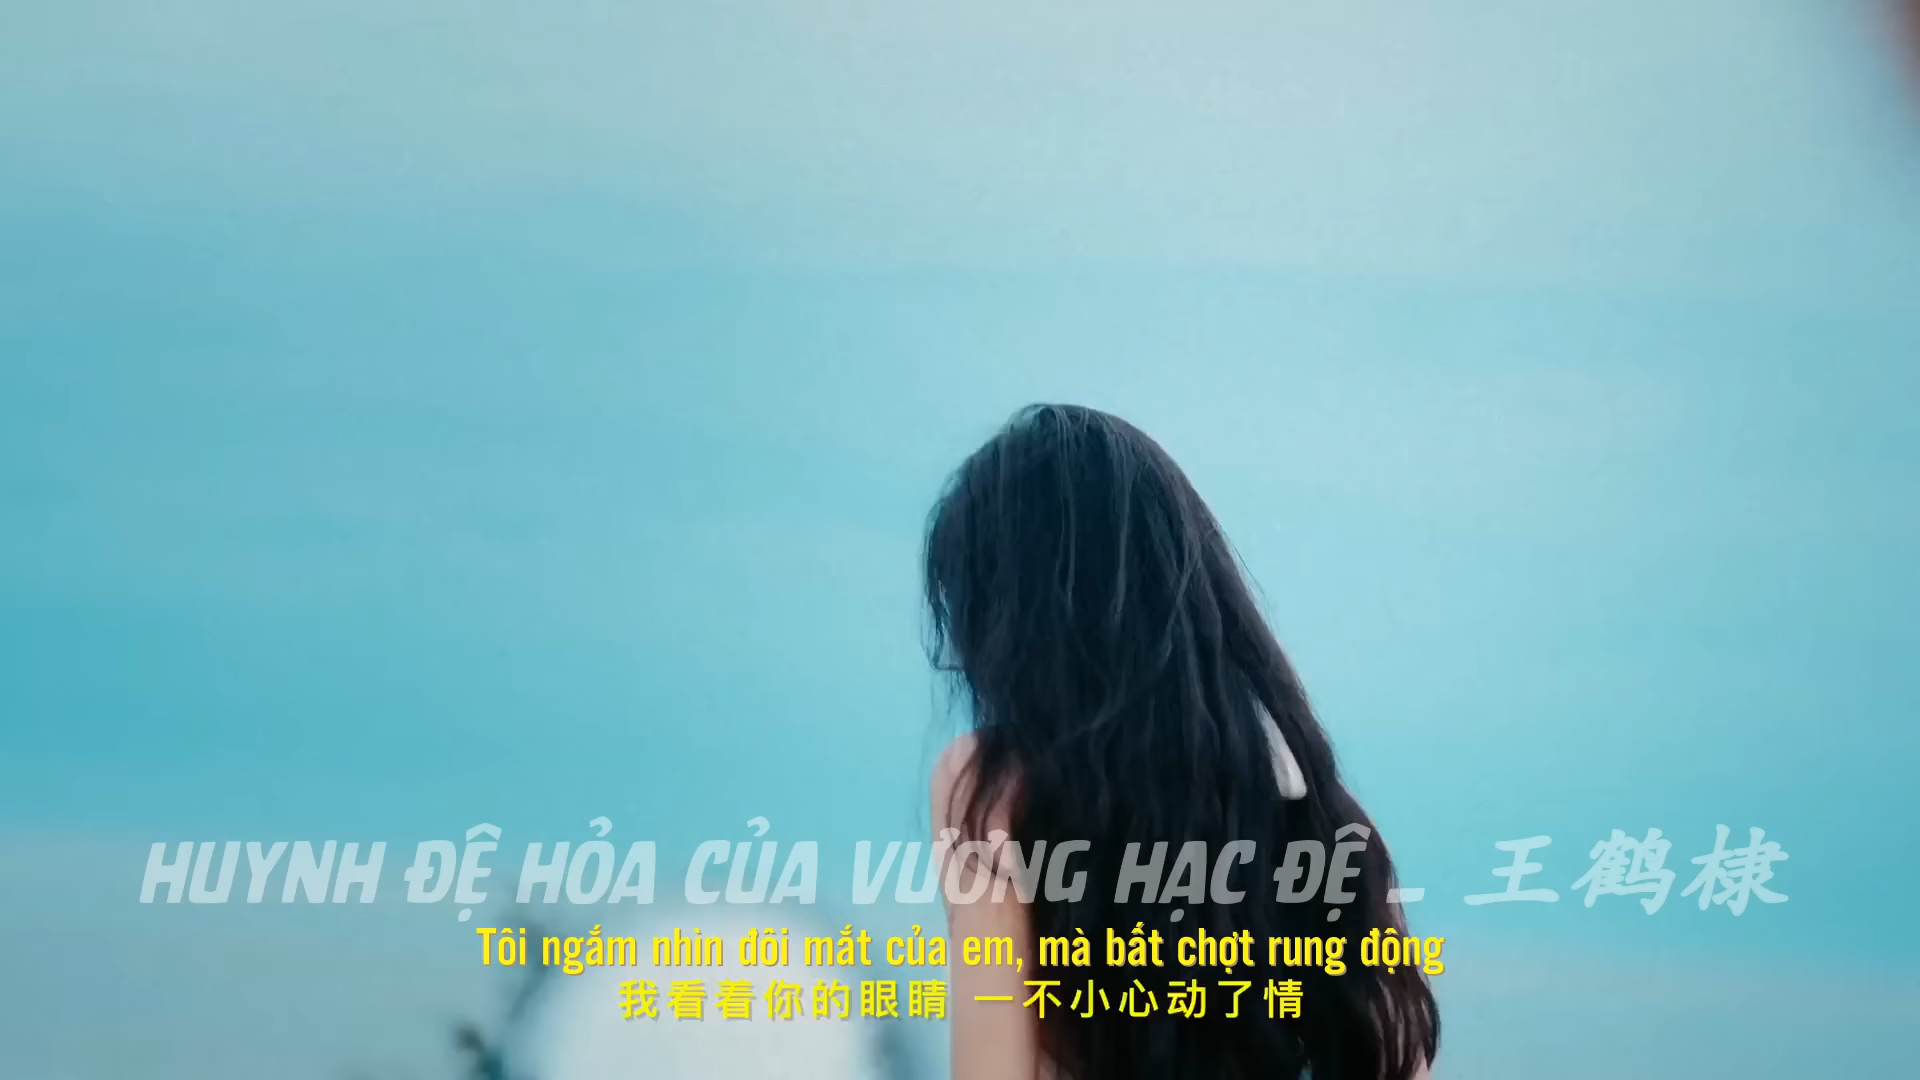 HUYNH ĐỆ HỎA CỦA VƯƠNG HẠC ĐỆ - 王鹤棣
Tôi ngắm nhìn đôi mắt của em, mà bất chợt rung động
我看着你的眼睛 一不小心动了情